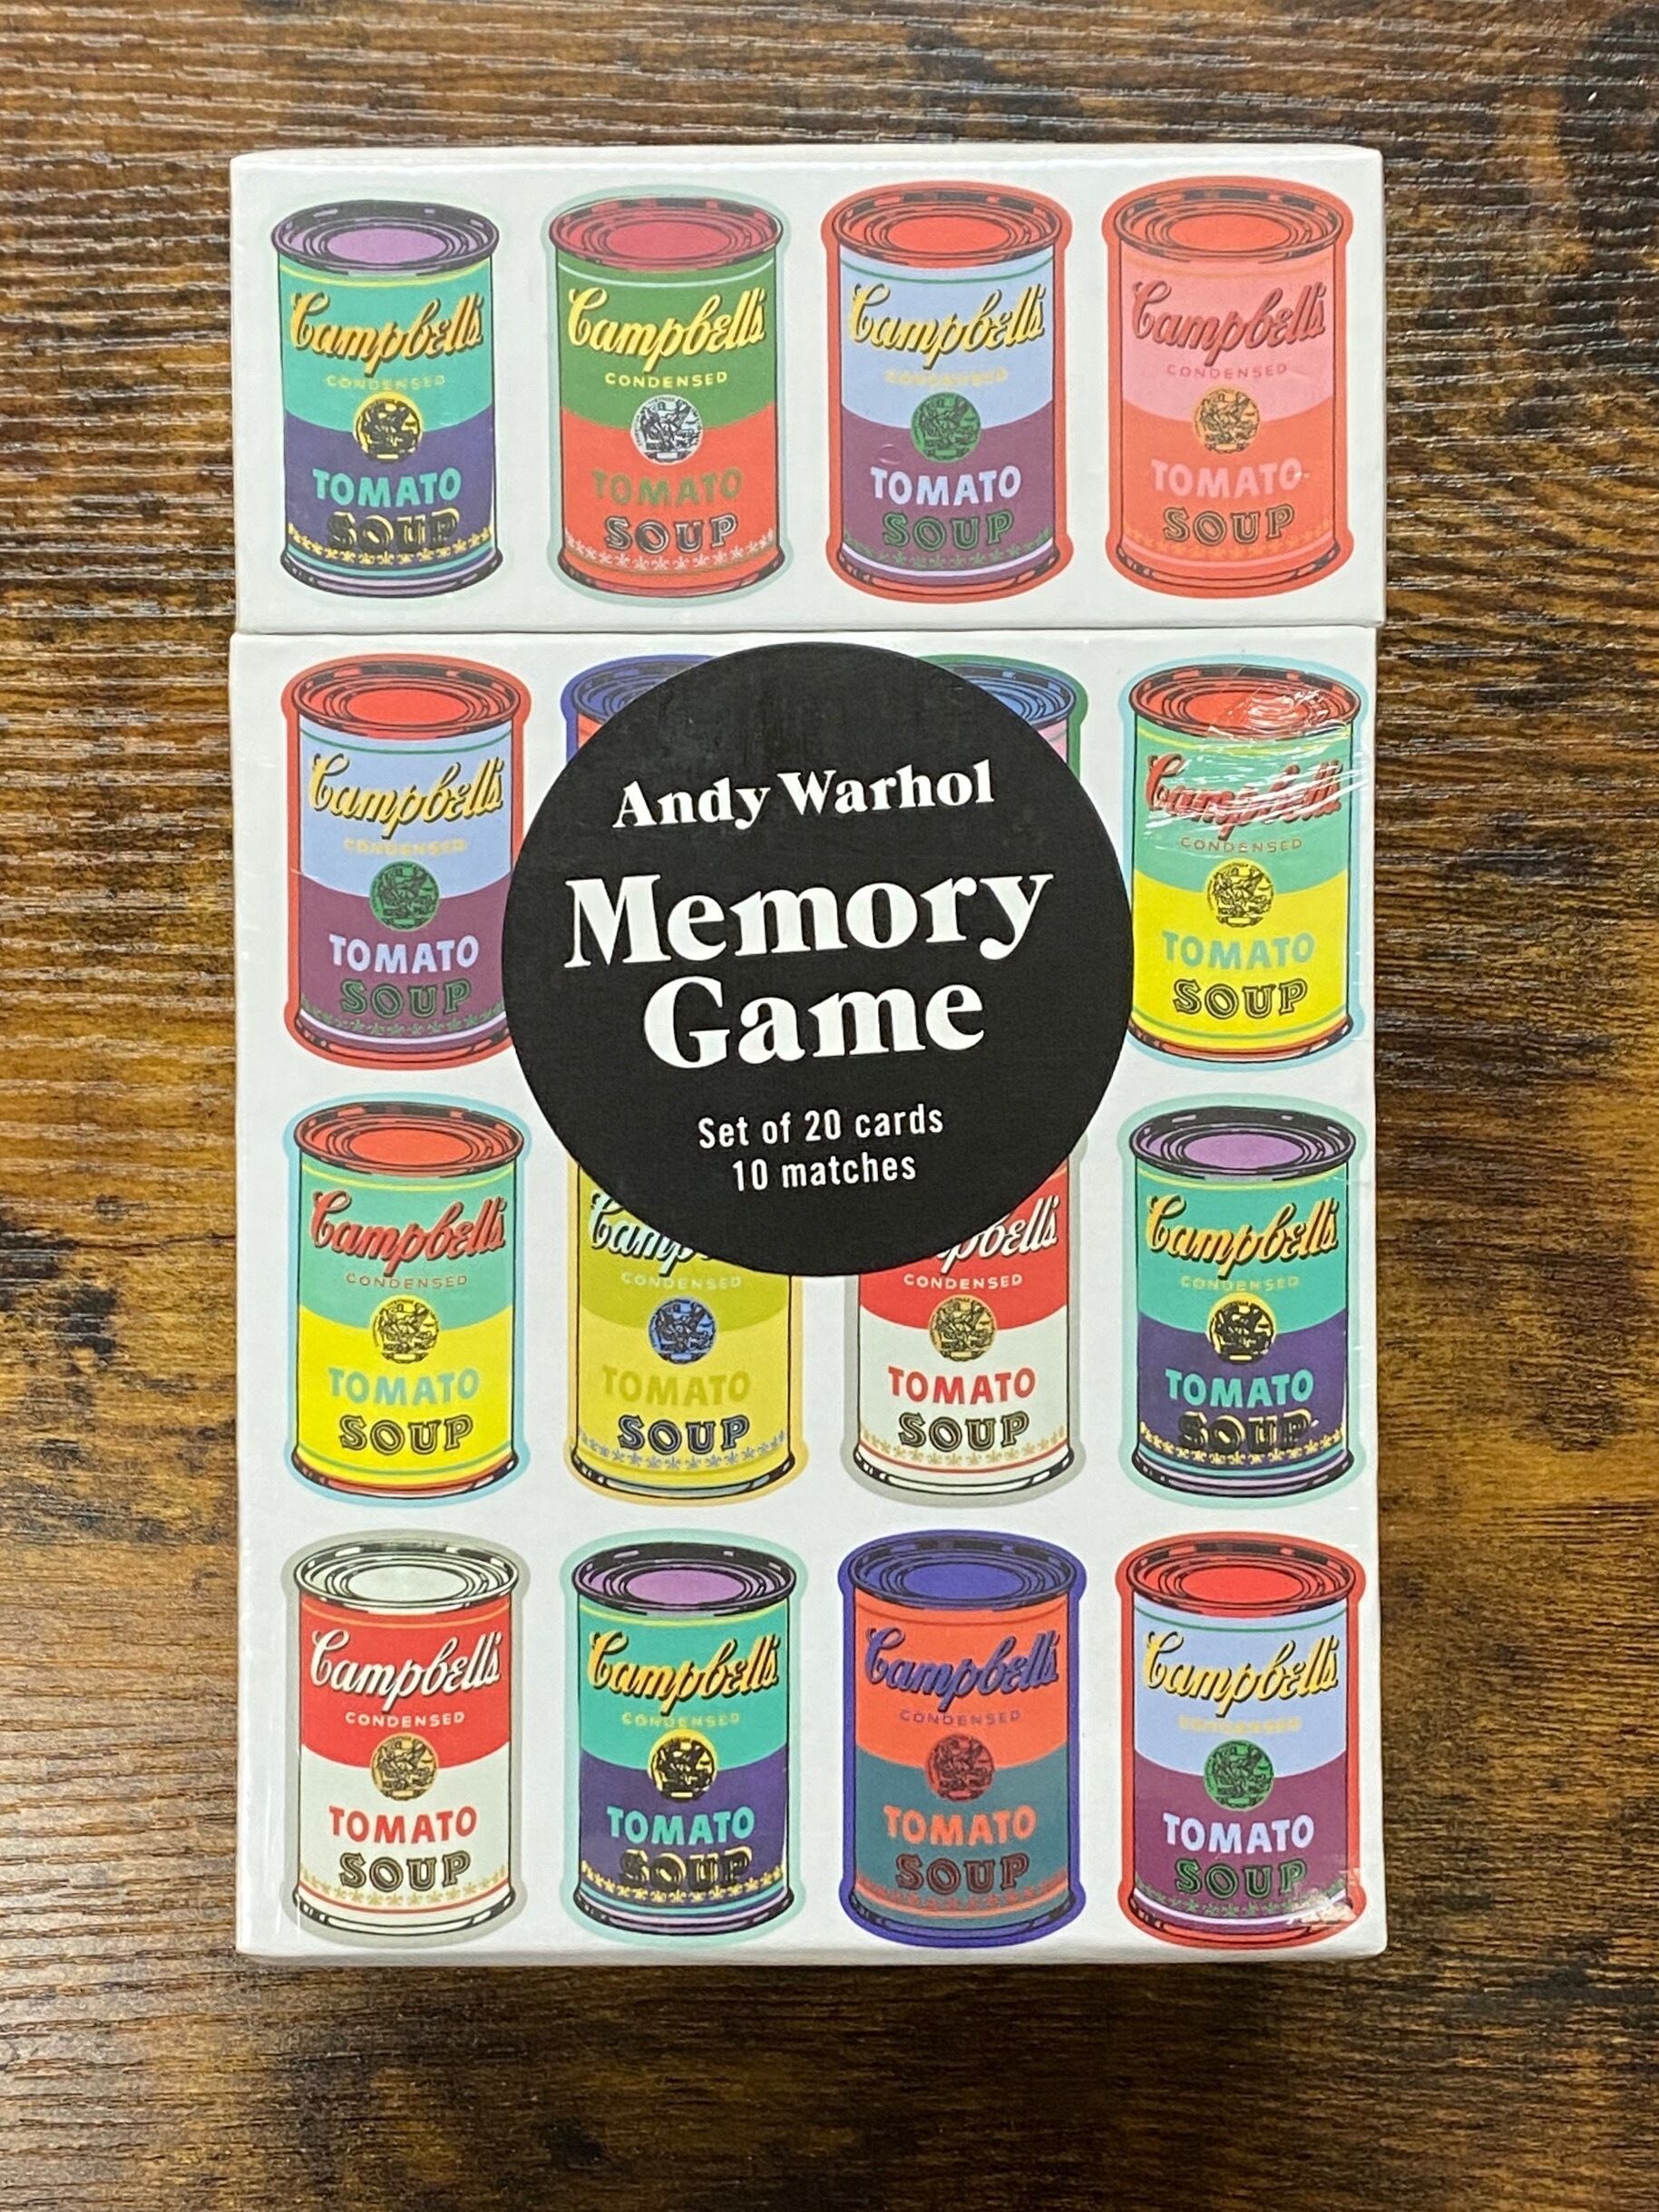 Campbell's Campbell's Campbell's Campbell's
CONDENSED CONDENSED CONDENSED CONDENSED
TOMATO TOMATO TOMATO TOMATO
SOUP SOUP SOUP SOUP
Andy Warhol
Memory
Game
Set of 20 cards
10 matches
Campbell's Campbell's
CONDENSED CONDENSED
TOMATO TOMATO
SOUP SOUP
Campbell's Camp pbell's Campbell's
CONDENSED CONDENSED CONDENSED CONDENSED
TOMATO TOMATO TOMATO TOMATO
SOUP SOUP SOUP SOUP
Campbell's Campbell's Campbell's Campbell's
CONDENSED CONDENSED CONDENSED CONDENSED
TOMATO TOMATO TOMATO TOMATO
SOUP SOUP SOUP SOUP